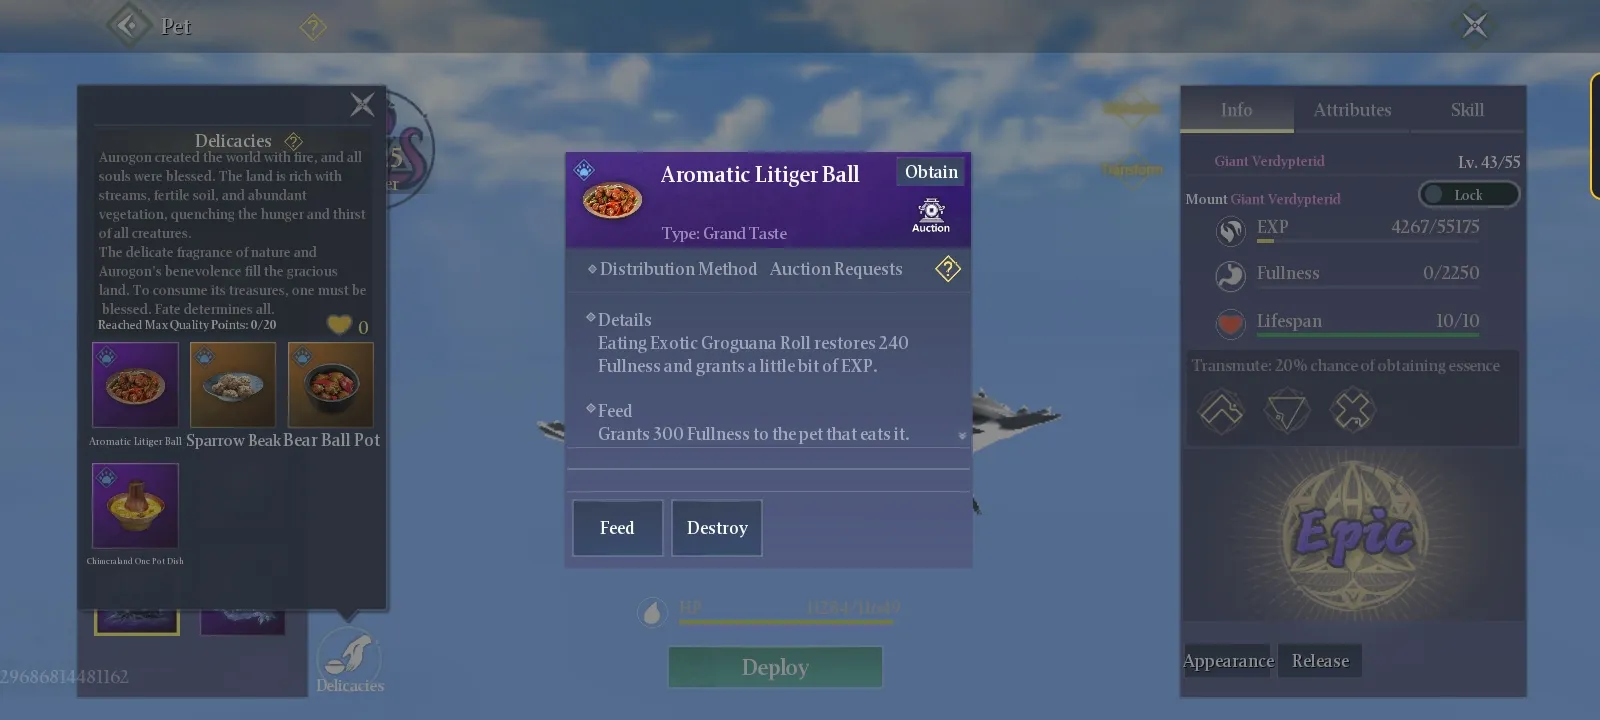 Pet
?
Delicacies ?
Aurogon created the world with fire, and all
souls were blessed. The land is rich with
streams, fertile soil, and abundant
vegetation, quenching the hunger and thirst
of all creatures.
The delicate fragrance of nature and
Aurogon's benevolence fill the gracious
land. To consume its treasures, one must be
blessed. Fate determines all.
Reached Max Quality Points: 0/20
0
Aromatic Litiger Ball
Sparrow Beak
Bear Ball Pot
Chimeraland One Pot Dish
29686814481162
Delicacies
Aromatic Litiger Ball
Obtain
Type: Grand Taste
Auction
Distribution Method Auction Requests ?
Details
Eating Exotic Groguana Roll restores 240
Fullness and grants a little bit of EXP.
Feed
Grants 300 Fullness to the pet that eats it.
Feed
Destroy
HP
Deploy
Transform
Info
Attributes
Skill
Giant Verdypterid
Lv. 43/55
Mount Giant Verdypterid
Lock
EXP 4267/55175
Fullness 0/2250
Lifespan 10/10
Transmute: 20% chance of obtaining essence
Epic
Appearance
Release